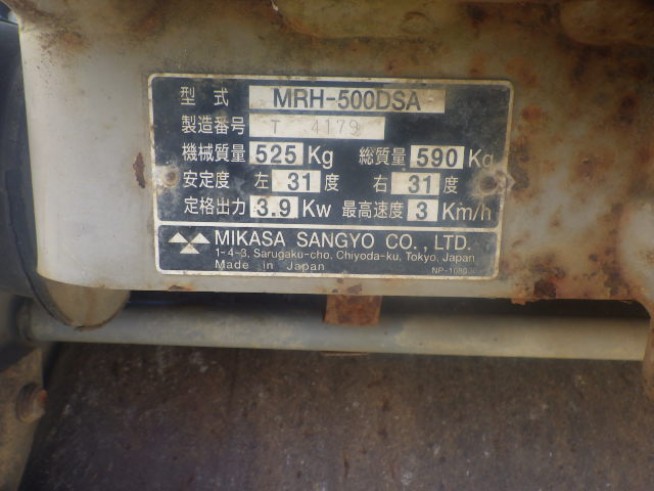 型式 MRH-500DSA
製造番号 T 4179
機械質量 525 Kg 総質量 590 Kg
安定度 左 31 度 右 31 度
定格出力 3.9 Kw 最高速度 3 Km/h
MIKASA SANGYO CO., LTD.
1-4-3, Sarugaku-cho, Chiyoda-ku, Tokyo, Japan
Made in Japan